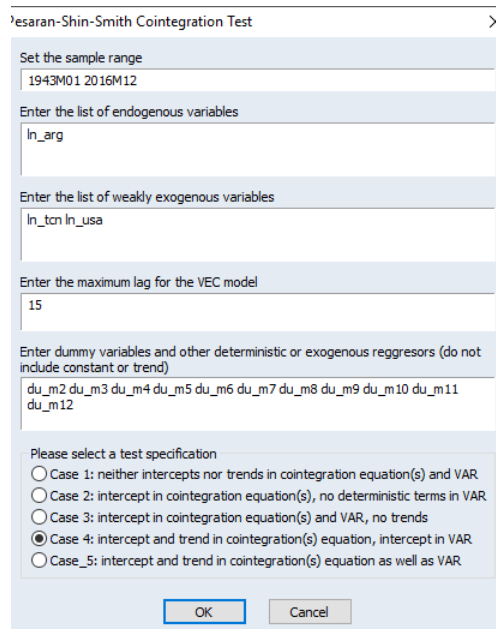 Pesaran-Shin-Smith Cointegration Test
Set the sample range
1943M01 2016M12
Enter the list of endogenous variables
ln_arg
Enter the list of weakly exogenous variables
ln_tcn ln_usa
Enter the maximum lag for the VEC model
15
Enter dummy variables and other deterministic or exogenous reggresors (do not
include constant or trend)
du_m2 du_m3 du_m4 du_m5 du_m6 du_m7 du_m8 du_m9 du_m10 du_m11
du_m12
Please select a test specification
Case 1: neither intercepts nor trends in cointegration equation(s) and VAR
Case 2: intercept in cointegration equation(s), no deterministic terms in VAR
Case 3: intercept in cointegration equation(s) and VAR, no trends
Case 4: intercept and trend in cointegration(s) equation, intercept in VAR
Case_5: intercept and trend in cointegration(s) equation as well as VAR
OK Cancel